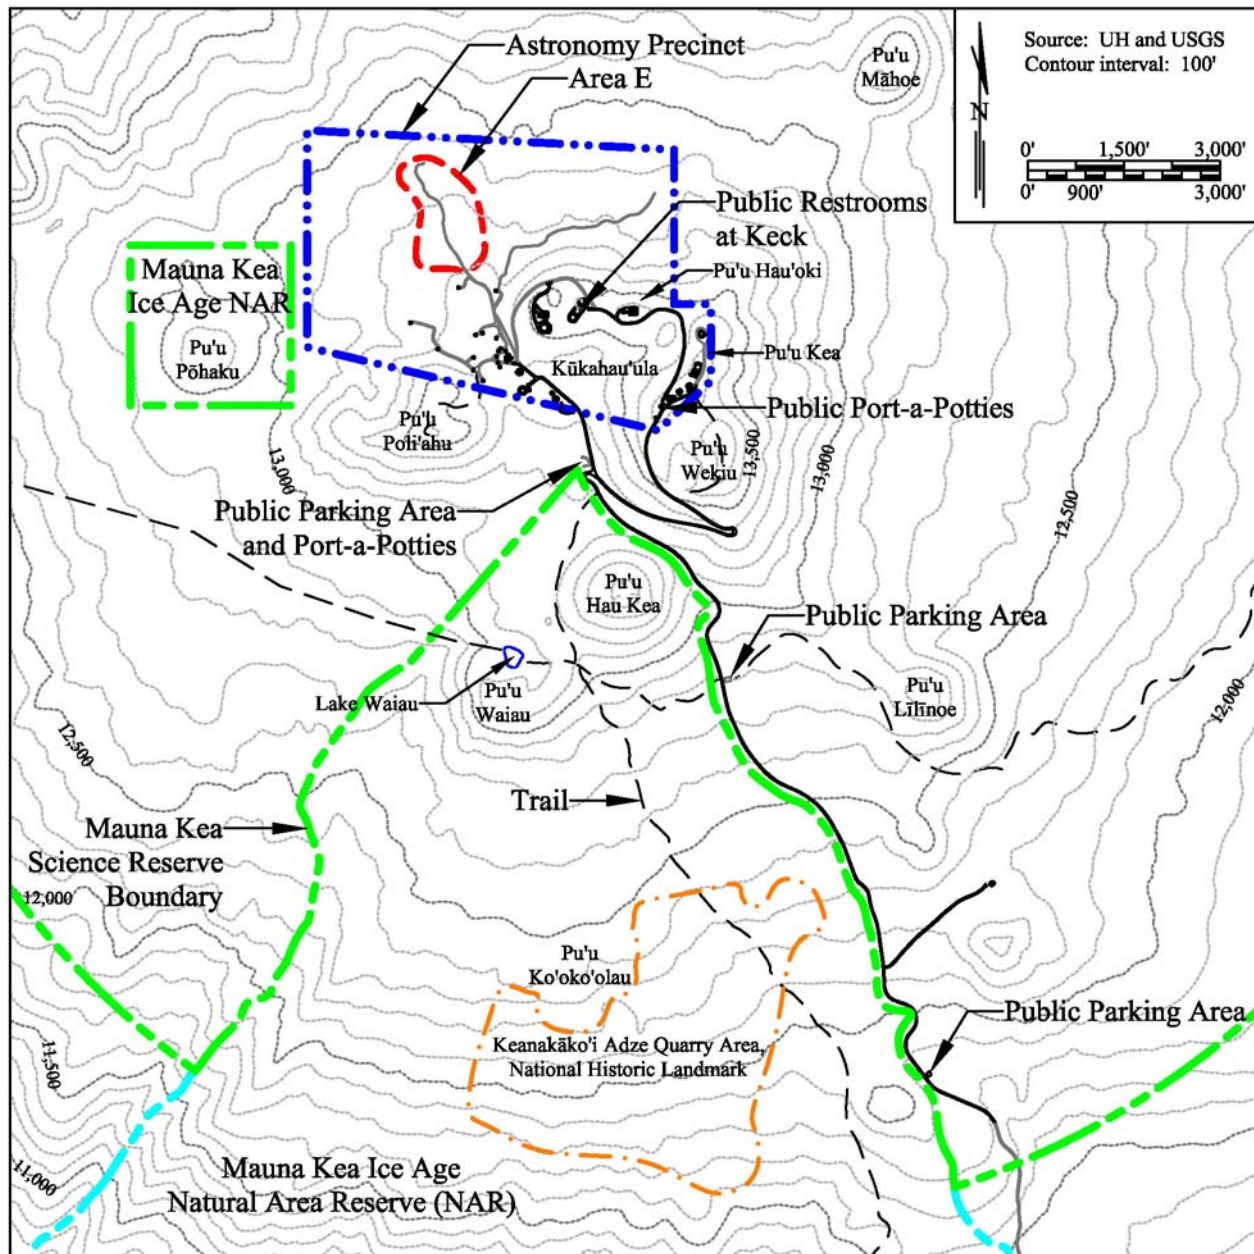 Astronomy Precinct
Area E
Pu'u
Māhoe
Source: UH and USGS
Contour interval: 100'
N
0' 1,500' 3,000'
0' 900' 3,000'
Public Restrooms
at Keck
Pu'u Hau'oki
Mauna Kea
Ice Age NAR
Pu'u
Pōhaku
Pu'u Kea
Kūkahau'ula
Public Port-a-Potties
Pu'u
Poli'ahu
Pu'u
Wekiu
13,500
13,000
13,000
12,500
Public Parking Area
and Port-a-Potties
Pu'u
Hau Kea
Public Parking Area
Lake Waiau
Pu'u
Waiau
Pu'u
Līlīnoe
12,000
12,500
Trail
Mauna Kea
Science Reserve
Boundary
12,000
Pu'u
Ko'oko'olau
Public Parking Area
Keanakāko'i Adze Quarry Area,
National Historic Landmark
11,500
11,000
Mauna Kea Ice Age
Natural Area Reserve (NAR)